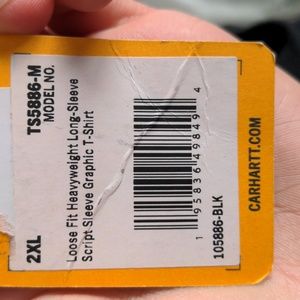 2XL TS5886-M
MODEL NO.
Loose Fit Heavyweight Long-Sleeve
Script Sleeve Graphic T-Shirt
1 95836 49849 4
105886-BLK
CARHARTT.COM